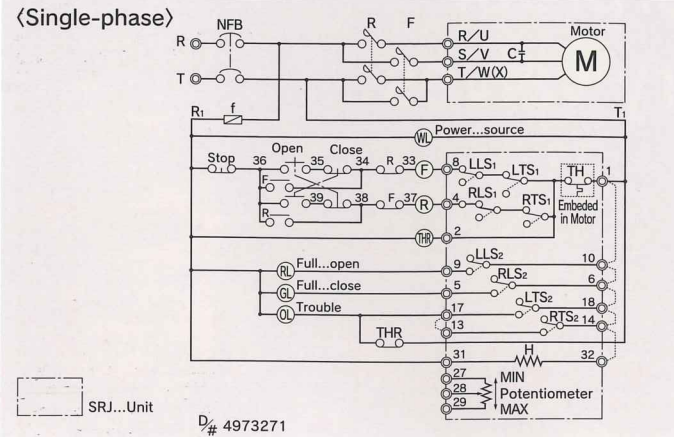 〈Single-phase〉
NFB
R
F
R
T
R/U
S/V
C
T/W(X)
Motor
M
R1
f
T1
WL
Power...source
Stop
36
Open
35
Close
34
R
33
F
8
LLS1
LTS1
TH
1
F
39
38
F
37
R
4
RLS1
RTS1
Embeded
in Motor
R
THR
2
RL
Full...open
9
LLS2
10
GL
Full...close
5
RLS2
6
OL
Trouble
17
LTS2
18
THR
13
RTS2
14
31
H
32
27
MIN
28
Potentiometer
29
MAX
SRJ...Unit
D/# 4973271